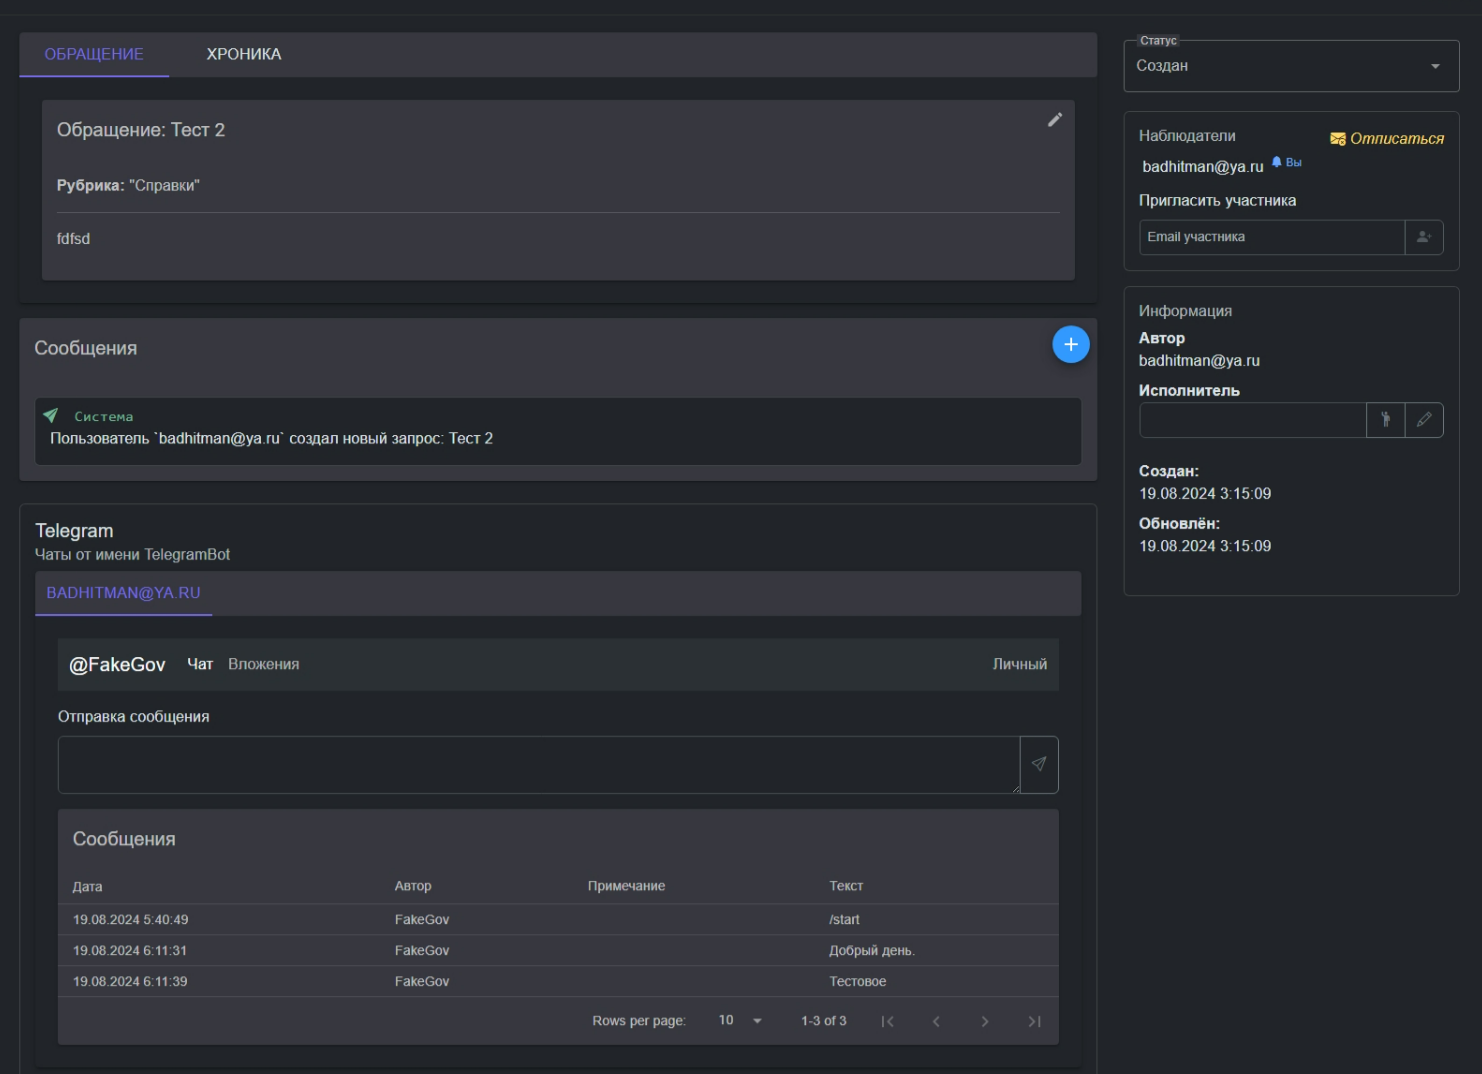 ОБРАЩЕНИЕ ХРОНИКА
Обращение: Тест 2
Рубрика: "Справки"
fdfsd
Сообщения
Система
Пользователь `badhitman@ya.ru` создал новый запрос: Тест 2
Telegram
Чаты от имени TelegramBot
BADHITMAN@YA.RU
@FakeGov Чат Вложения Личный
Отправка сообщения
Сообщения
Дата Автор Примечание Текст
19.08.2024 5:40:49 FakeGov /start
19.08.2024 6:11:31 FakeGov Добрый день.
19.08.2024 6:11:39 FakeGov Тестовое
Rows per page: 10 1-3 of 3
Статус
Создан
Наблюдатели Отписаться
badhitman@ya.ru Вы
Пригласить участника
Email участника
Информация
Автор
badhitman@ya.ru
Исполнитель
Создан:
19.08.2024 3:15:09
Обновлён:
19.08.2024 3:15:09